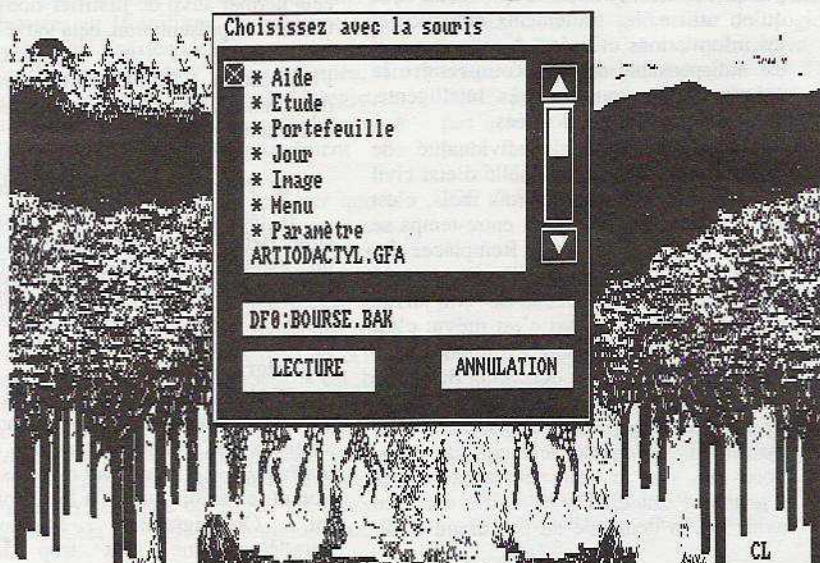 Choisissez avec la souris
* Aide
* Etude
* Portefeuille
* Jour
* Image
* Menu
* Paramètre
ARTIODACTYL.GFA
DF0:BOURSE.BAK
LECTURE
ANNULATION
CL